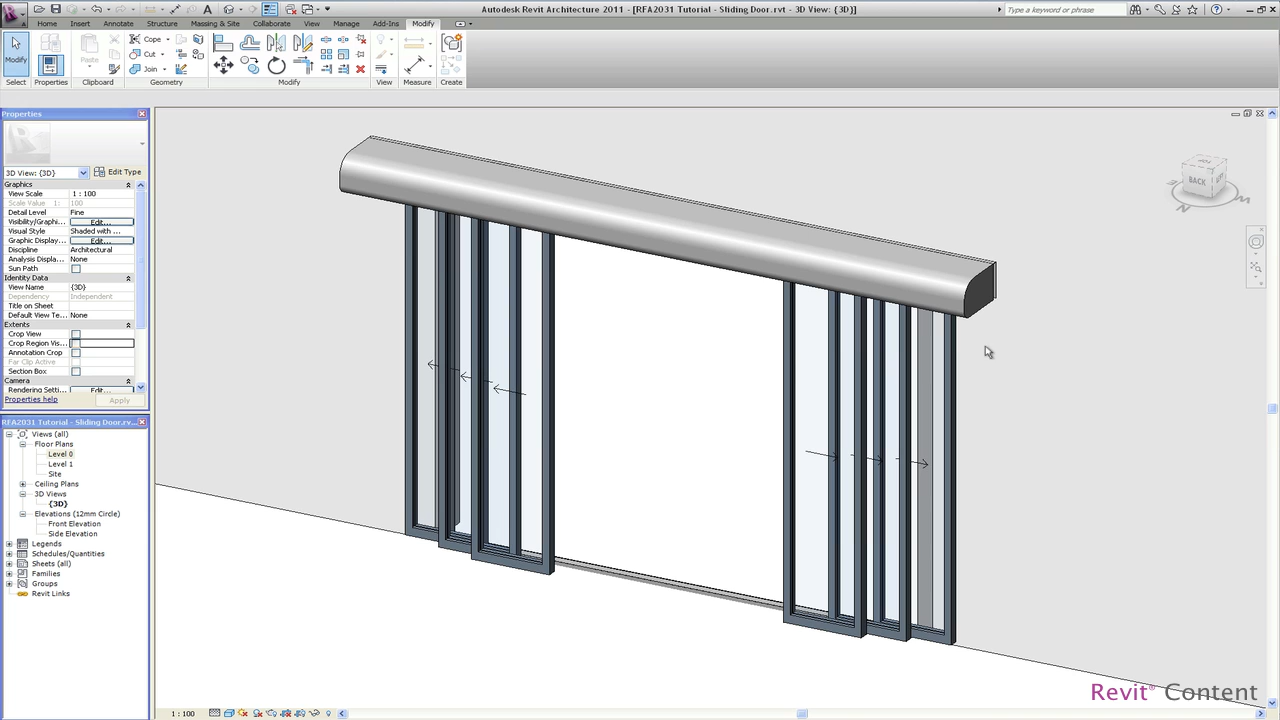 Autodesk Revit Architecture 2011 - [RFA2031 Tutorial - Sliding Door.rvt - 3D View: {3D}]
Type a keyword or phrase
Home
Insert
Annotate
Structure
Massing & Site
Collaborate
View
Manage
Add-Ins
Modify
Modify
Paste
Cope
Cut
Join
Select
Properties
Clipboard
Geometry
Modify
View
Measure
Create
Properties
3D View: {3D}
Edit Type
Graphics
View Scale 1 : 100
Scale Value 1: 100
Detail Level Fine
Visibility/Graphi... Edit...
Visual Style Shaded with ...
Graphic Display... Edit...
Discipline Architectural
Analysis Displa... None
Sun Path
Identity Data
View Name {3D}
Dependency Independent
Title on Sheet
Default View Te... None
Extents
Crop View
Crop Region Vis...
Annotation Crop
Far Clip Active
Section Box
Camera
Rendering Setti... Edit...
Properties help
Apply
RFA2031 Tutorial - Sliding Door.rv...
Views (all)
Floor Plans
Level 0
Level 1
Site
Ceiling Plans
3D Views
{3D}
Elevations (12mm Circle)
Front Elevation
Side Elevation
Legends
Schedules/Quantities
Sheets (all)
Families
Groups
Revit Links
BACK
1 : 100
Revit® Content